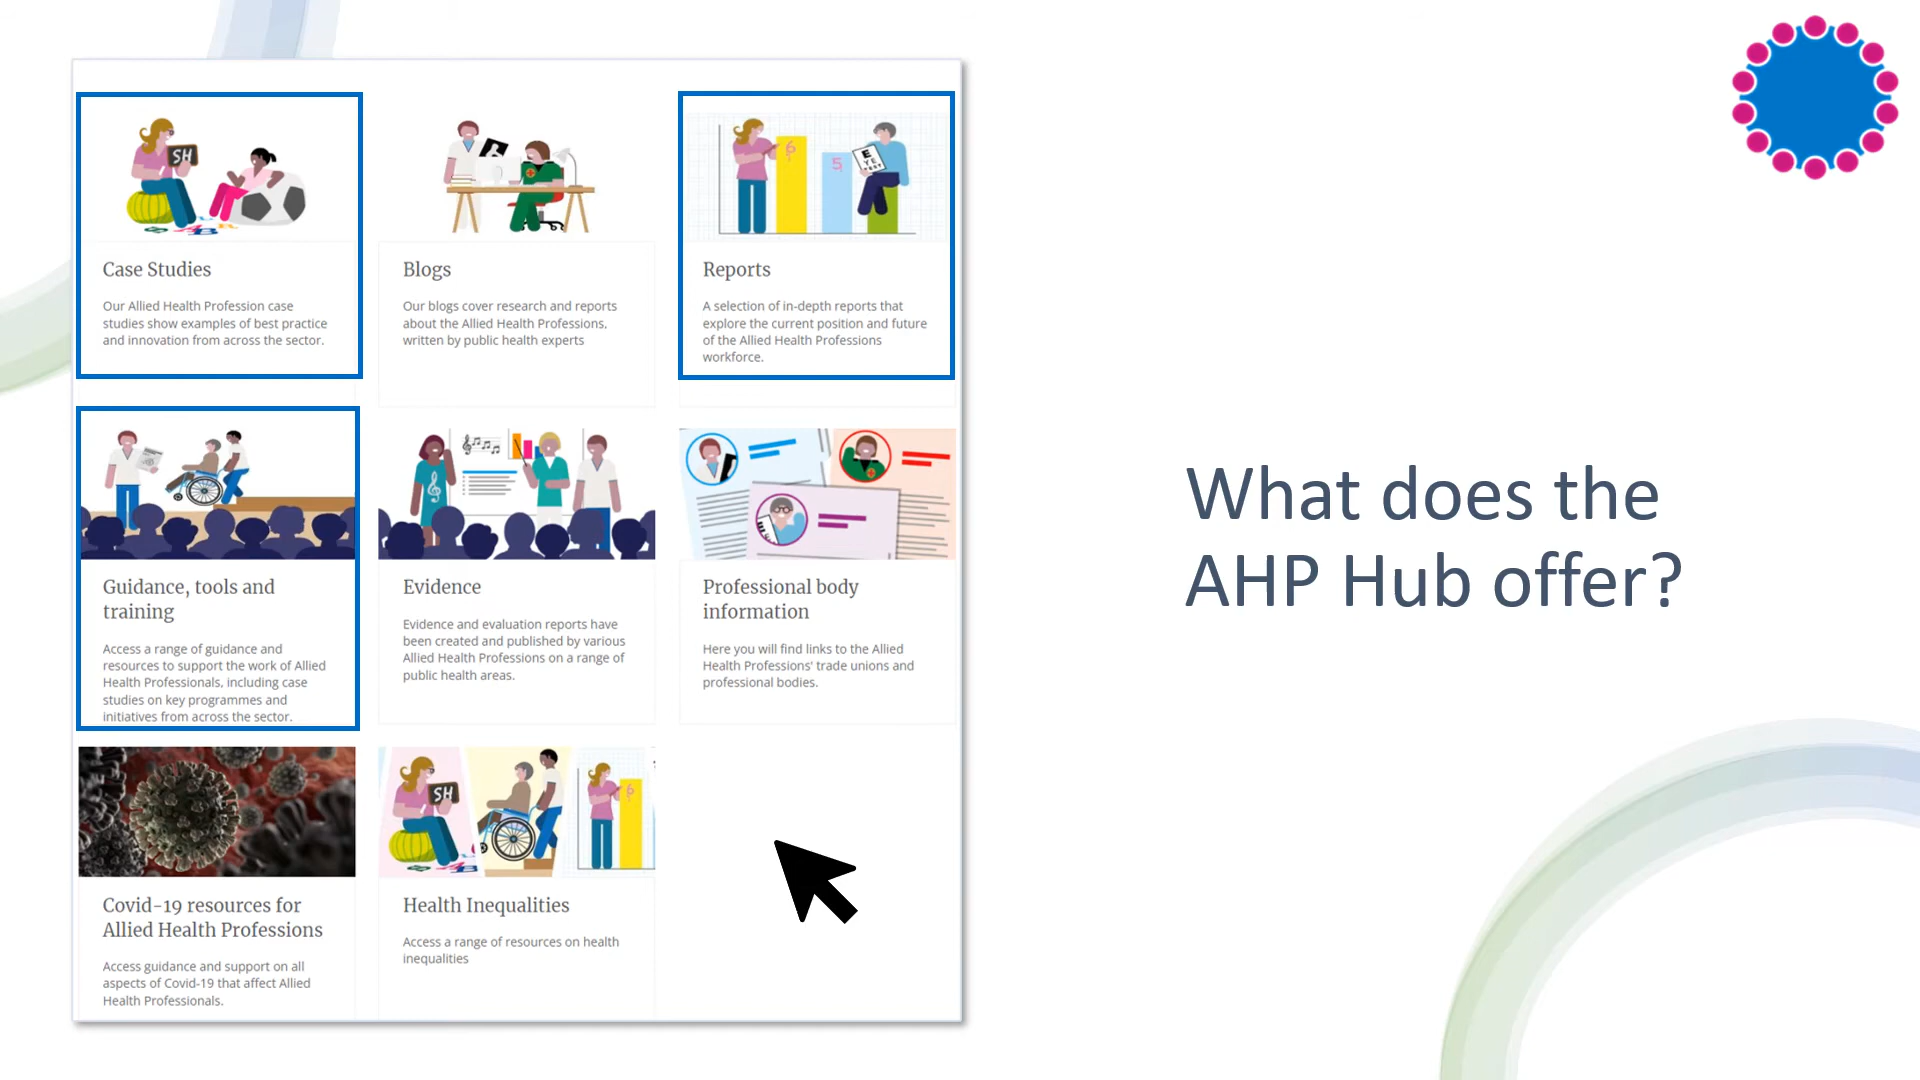 SH
Case Studies
Our Allied Health Profession case
studies show examples of best practice
and innovation from across the sector.
Blogs
Our blogs cover research and reports
about the Allied Health Professions,
written by public health experts
6
5
E
Reports
A selection of in-depth reports that
explore the current position and future
of the Allied Health Professions
workforce.
Guidance, tools and
training
Access a range of guidance and
resources to support the work of Allied
Health Professionals, including case
studies on key programmes and
initiatives from across the sector.
Evidence
Evidence and evaluation reports have
been created and published by various
Allied Health Professions on a range of
public health areas.
Professional body
information
Here you will find links to the Allied
Health Professions' trade unions and
professional bodies.
Covid-19 resources for
Allied Health Professions
Access guidance and support on all
aspects of Covid-19 that affect Allied
Health Professionals.
SH
6
Health Inequalities
Access a range of resources on health
inequalities
What does the
AHP Hub offer?